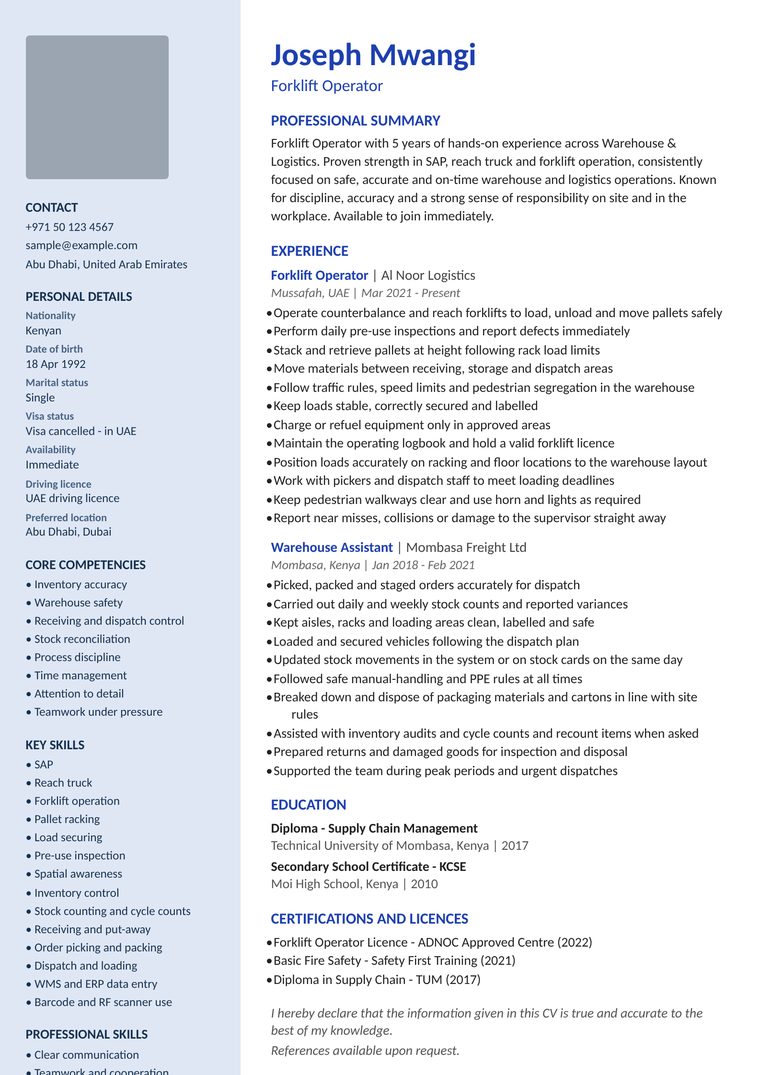 CONTACT
+971 50 123 4567
sample@example.com
Abu Dhabi, United Arab Emirates
PERSONAL DETAILS
Nationality
Kenyan
Date of birth
18 Apr 1992
Marital status
Single
Visa status
Visa cancelled - in UAE
Availability
Immediate
Driving licence
UAE driving licence
Preferred location
Abu Dhabi, Dubai
CORE COMPETENCIES
• Inventory accuracy
• Warehouse safety
• Receiving and dispatch control
• Stock reconciliation
• Process discipline
• Time management
• Attention to detail
• Teamwork under pressure
KEY SKILLS
• SAP
• Reach truck
• Forklift operation
• Pallet racking
• Load securing
• Pre-use inspection
• Spatial awareness
• Inventory control
• Stock counting and cycle counts
• Receiving and put-away
• Order picking and packing
• Dispatch and loading
• WMS and ERP data entry
• Barcode and RF scanner use
PROFESSIONAL SKILLS
• Clear communication
• Teamwork and cooperation
Joseph Mwangi
Forklift Operator
PROFESSIONAL SUMMARY
Forklift Operator with 5 years of hands-on experience across Warehouse &
Logistics. Proven strength in SAP, reach truck and forklift operation, consistently
focused on safe, accurate and on-time warehouse and logistics operations. Known
for discipline, accuracy and a strong sense of responsibility on site and in the
workplace. Available to join immediately.
EXPERIENCE
Forklift Operator | Al Noor Logistics
Mussafah, UAE | Mar 2021 - Present
•Operate counterbalance and reach forklifts to load, unload and move pallets safely
•Perform daily pre-use inspections and report defects immediately
•Stack and retrieve pallets at height following rack load limits
•Move materials between receiving, storage and dispatch areas
•Follow traffic rules, speed limits and pedestrian segregation in the warehouse
•Keep loads stable, correctly secured and labelled
•Charge or refuel equipment only in approved areas
•Maintain the operating logbook and hold a valid forklift licence
•Position loads accurately on racking and floor locations to the warehouse layout
•Work with pickers and dispatch staff to meet loading deadlines
•Keep pedestrian walkways clear and use horn and lights as required
•Report near misses, collisions or damage to the supervisor straight away
Warehouse Assistant | Mombasa Freight Ltd
Mombasa, Kenya | Jan 2018 - Feb 2021
•Picked, packed and staged orders accurately for dispatch
•Carried out daily and weekly stock counts and reported variances
•Kept aisles, racks and loading areas clean, labelled and safe
•Loaded and secured vehicles following the dispatch plan
•Updated stock movements in the system or on stock cards on the same day
•Followed safe manual-handling and PPE rules at all times
•Breaked down and dispose of packaging materials and cartons in line with site
rules
•Assisted with inventory audits and cycle counts and recount items when asked
•Prepared returns and damaged goods for inspection and disposal
•Supported the team during peak periods and urgent dispatches
EDUCATION
Diploma - Supply Chain Management
Technical University of Mombasa, Kenya | 2017
Secondary School Certificate - KCSE
Moi High School, Kenya | 2010
CERTIFICATIONS AND LICENCES
•Forklift Operator Licence - ADNOC Approved Centre (2022)
•Basic Fire Safety - Safety First Training (2021)
•Diploma in Supply Chain - TUM (2017)
I hereby declare that the information given in this CV is true and accurate to the
best of my knowledge.
References available upon request.